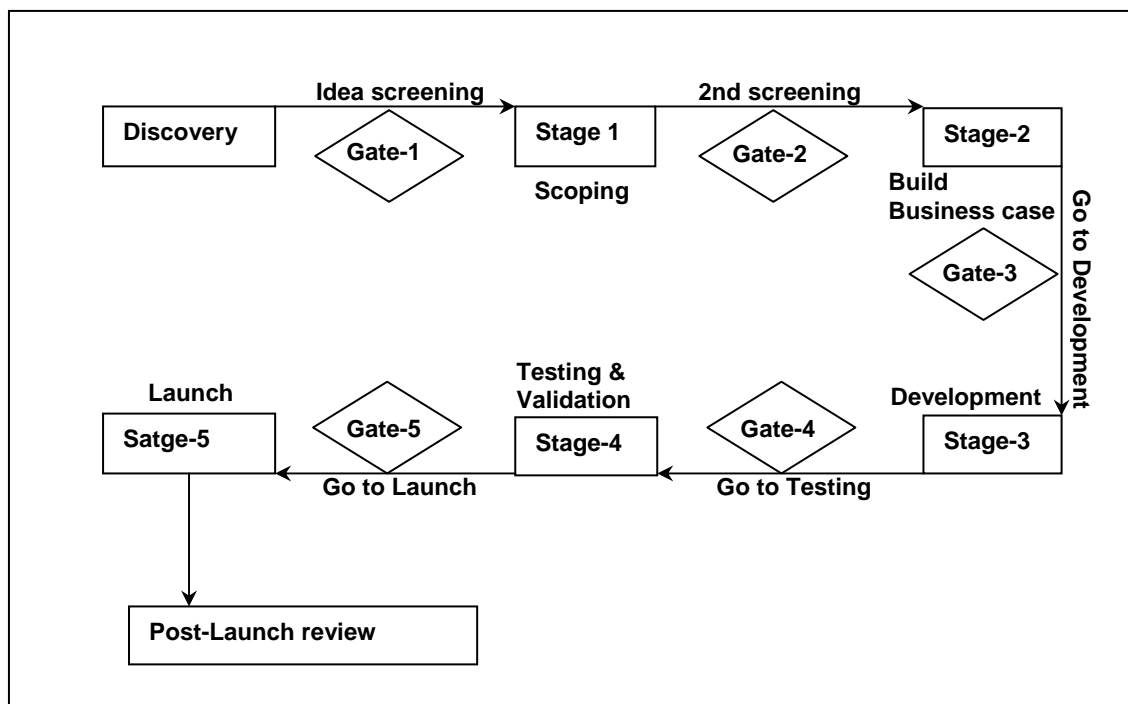 Idea screening
2nd screening
Discovery
Gate-1
Stage 1
Gate-2
Stage-2
Scoping
Build
Business case
Gate-3
Go to Development
Launch
Testing &
Validation
Development
Satge-5
Gate-5
Stage-4
Gate-4
Stage-3
Go to Launch
Go to Testing
Post-Launch review